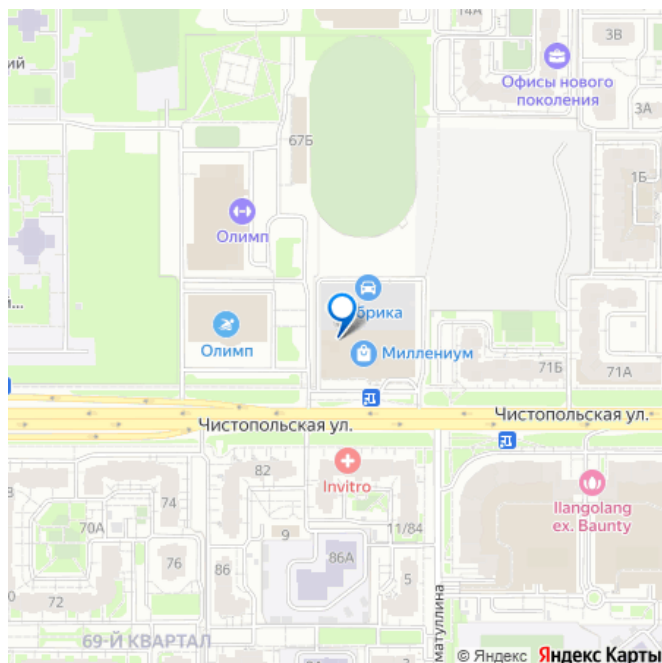 14А
3В
ий
Офисы нового
поколения
3А
67Б
1Б
Олимп
й...
брика
Олимп
Миллениум
71Б
71А
Чистопольская ул.
Чистопольская ул.
82
Invitro
Ilangolang
ex. Baunty
74
70А
11/84
9
86А
76
86
5
72
матуллина
69-Й КВАРТАЛ
© Яндекс Яндекс Карты